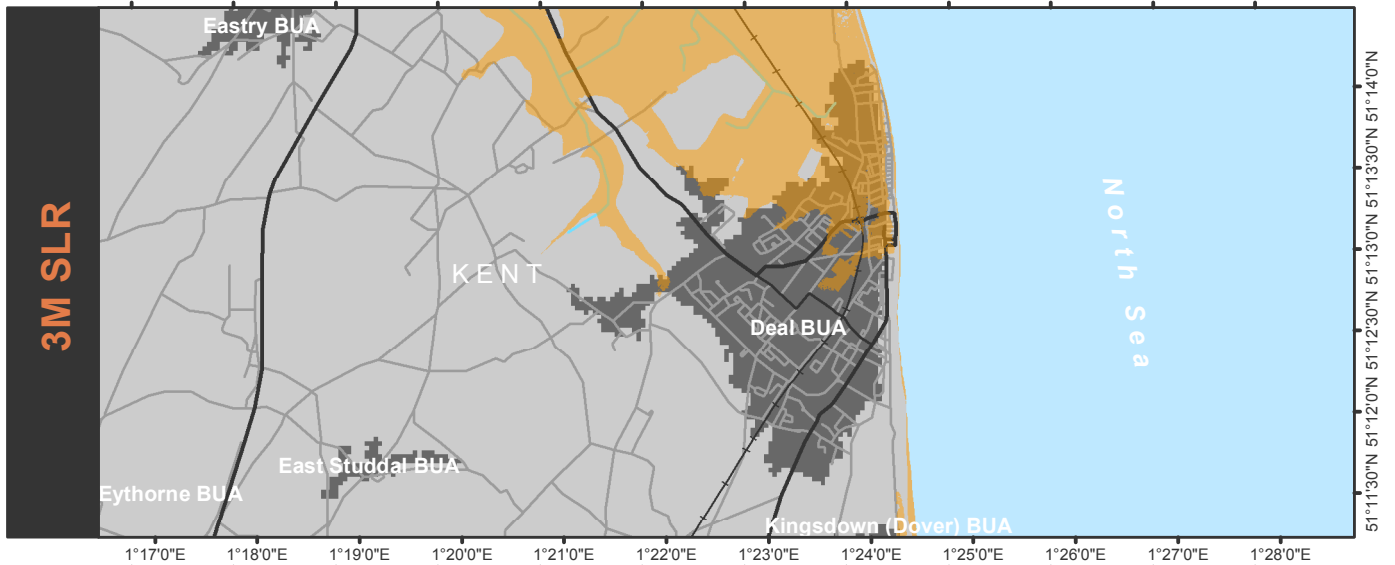 3M SLR
Eastry BUA
KENT
Deal BUA
East Studdal BUA
Eythorne BUA
Kingsdown (Dover) BUA
North Sea
1°17'0"E 1°18'0"E 1°19'0"E 1°20'0"E 1°21'0"E 1°22'0"E 1°23'0"E 1°24'0"E 1°25'0"E 1°26'0"E 1°27'0"E 1°28'0"E
51°11'30"N 51°12'0"N 51°12'30"N 51°13'0"N 51°13'30"N 51°14'0"N